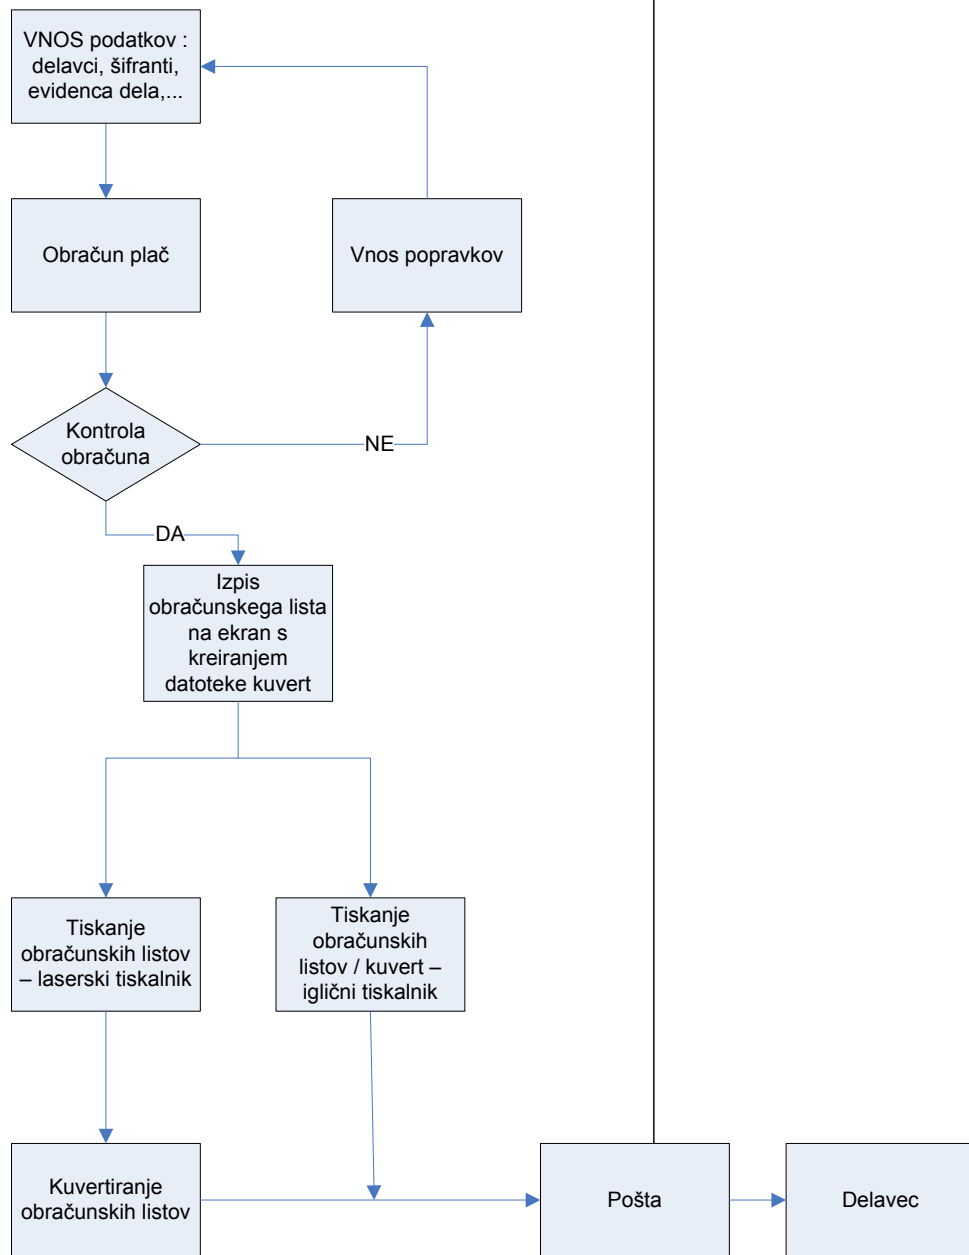 VNOS podatkov :
delavci, šifranti,
evidenca dela,...
Obračun plač
Vnos popravkov
Kontrola
obračuna
NE
DA
Izpis
obračunskega lista
na ekran s
kreiranjem
datoteke kuvert
Tiskanje
obračunskih listov
– laserski tiskalnik
Tiskanje
obračunskih
listov / kuvert –
iglični tiskalnik
Kuvertiranje
obračunskih listov
Pošta
Delavec